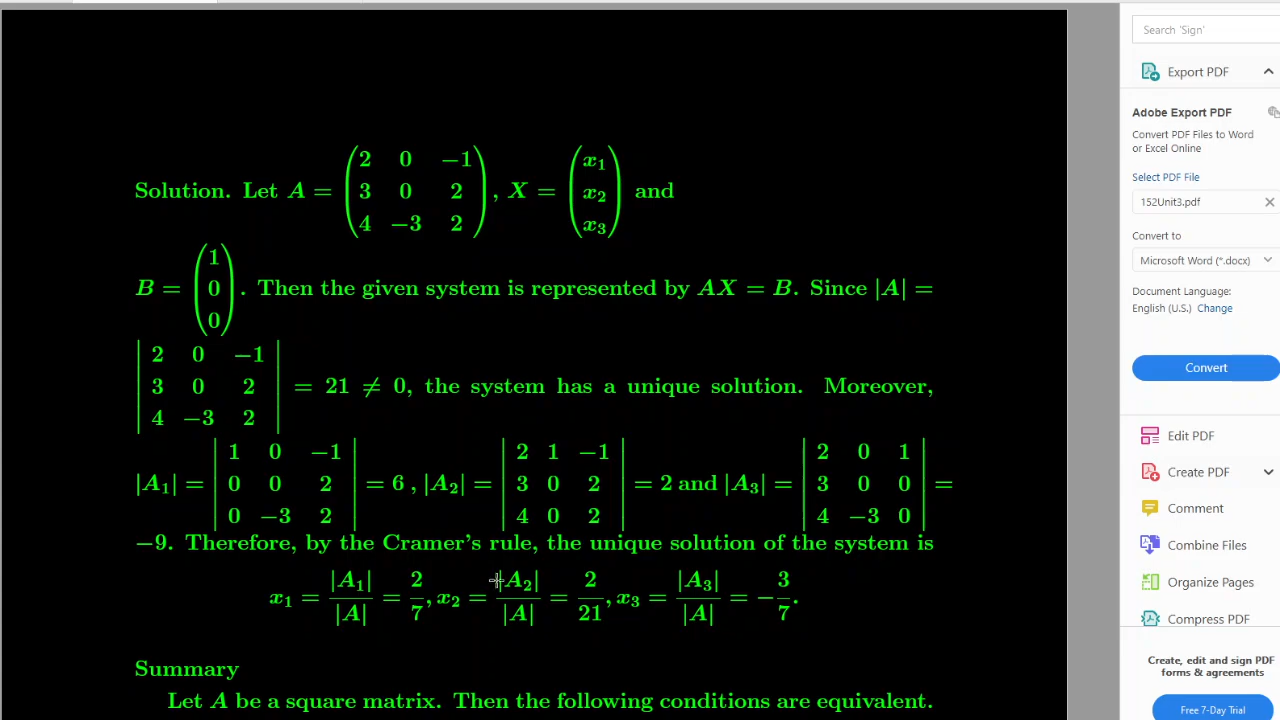 Solution. Let A = ( 2 0 −1 / 3 0 2 / 4 −3 2 ), X = ( x₁ / x₂ / x₃ ) and
B = ( 1 / 0 / 0 ). Then the given system is represented by AX = B. Since |A| =
| 2 0 −1 / 3 0 2 / 4 −3 2 | = 21 ≠ 0, the system has a unique solution. Moreover,
|A₁| = | 1 0 −1 / 0 0 2 / 0 −3 2 | = 6 , |A₂| = | 2 1 −1 / 3 0 2 / 4 0 2 | = 2 and |A₃| = | 2 0 1 / 3 0 0 / 4 −3 0 | =
−9. Therefore, by the Cramer's rule, the unique solution of the system is
x₁ = |A₁|/|A| = 2/7, x₂ = |A₂|/|A| = 2/21, x₃ = |A₃|/|A| = −3/7.
Summary
Let A be a square matrix. Then the following conditions are equivalent.
Search 'Sign'
Export PDF
Adobe Export PDF
Convert PDF Files to Word
or Excel Online
Select PDF File
152Unit3.pdf
Convert to
Microsoft Word (*.docx)
Document Language:
English (U.S.) Change
Convert
Edit PDF
Create PDF
Comment
Combine Files
Organize Pages
Compress PDF
Create, edit and sign PDF
forms & agreements
Free 7-Day Trial